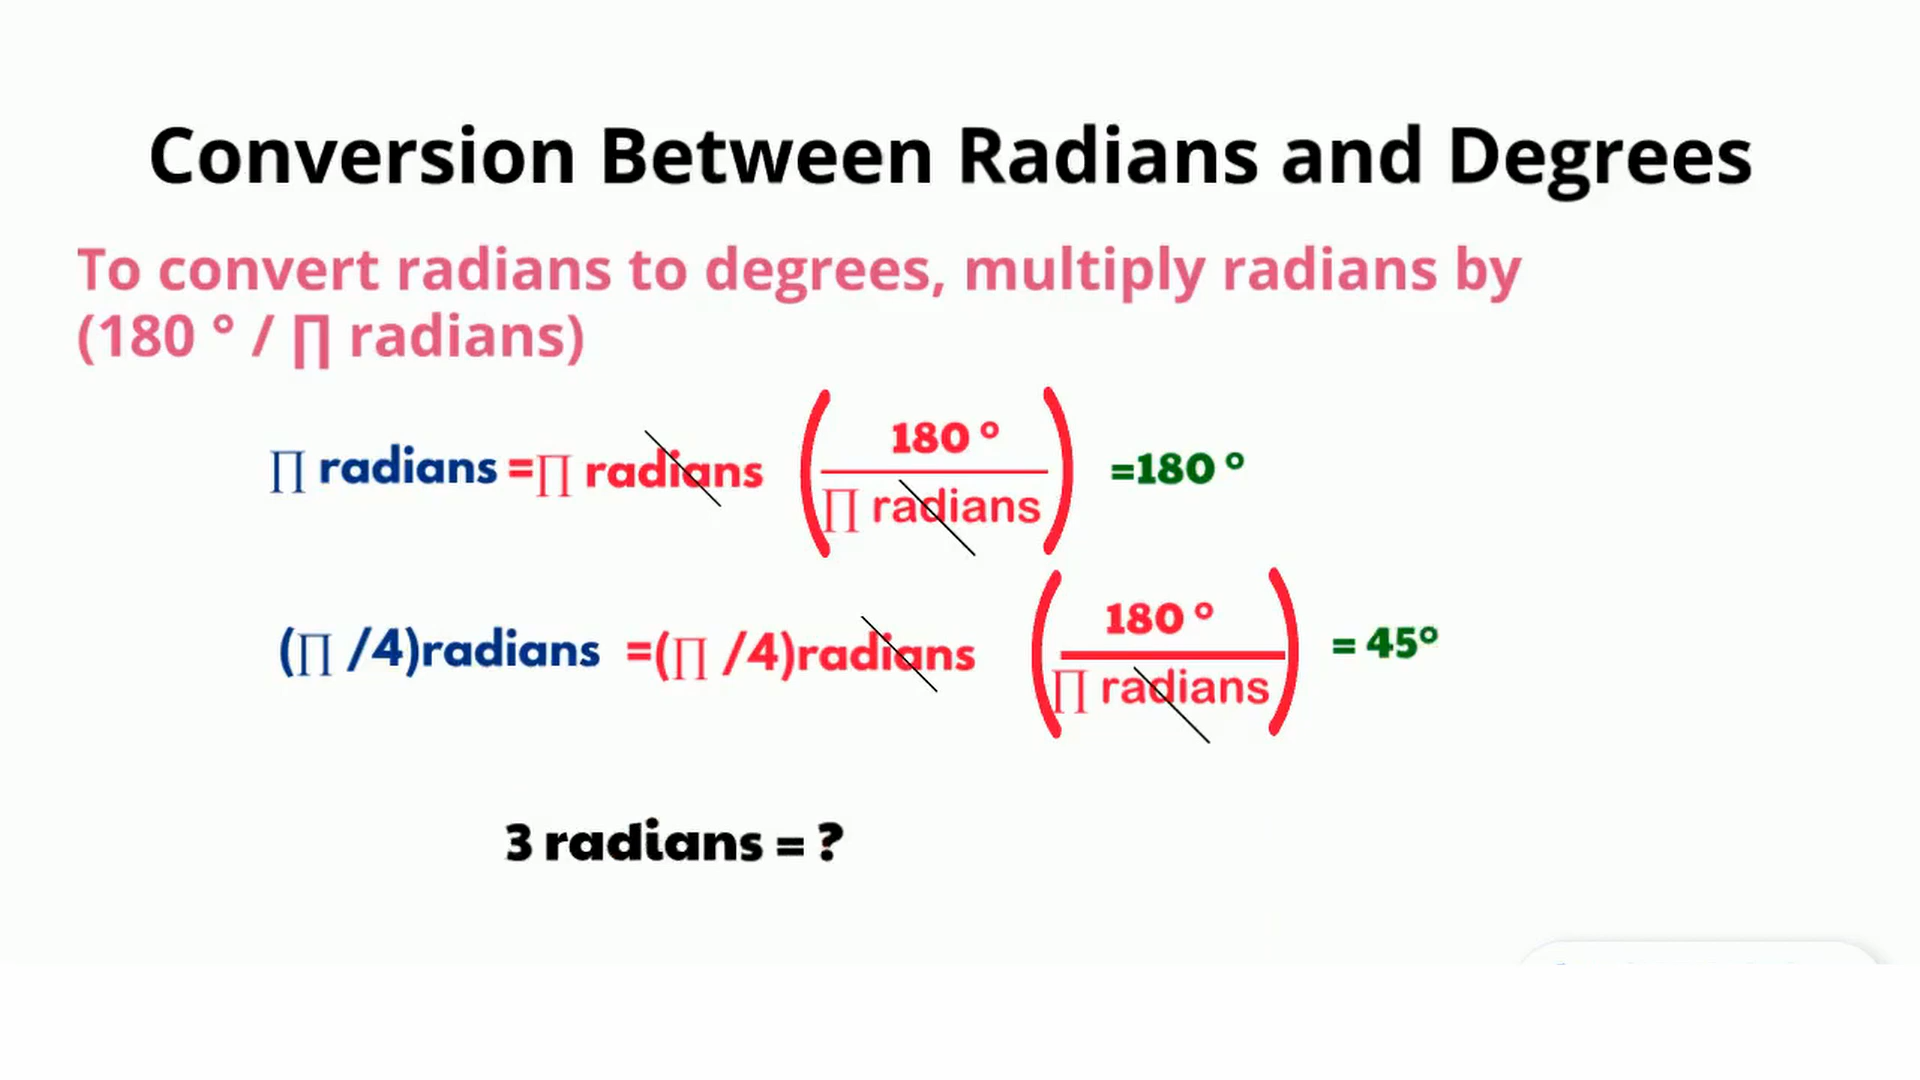 Conversion Between Radians and Degrees
To convert radians to degrees, multiply radians by
(180 ° / ∏ radians)
∏ radians =∏ radians ( 180 ° / ∏ radians ) =180 °
(∏ /4)radians =(∏ /4)radians ( 180 ° / ∏ radians ) = 45°
3 radians = ?